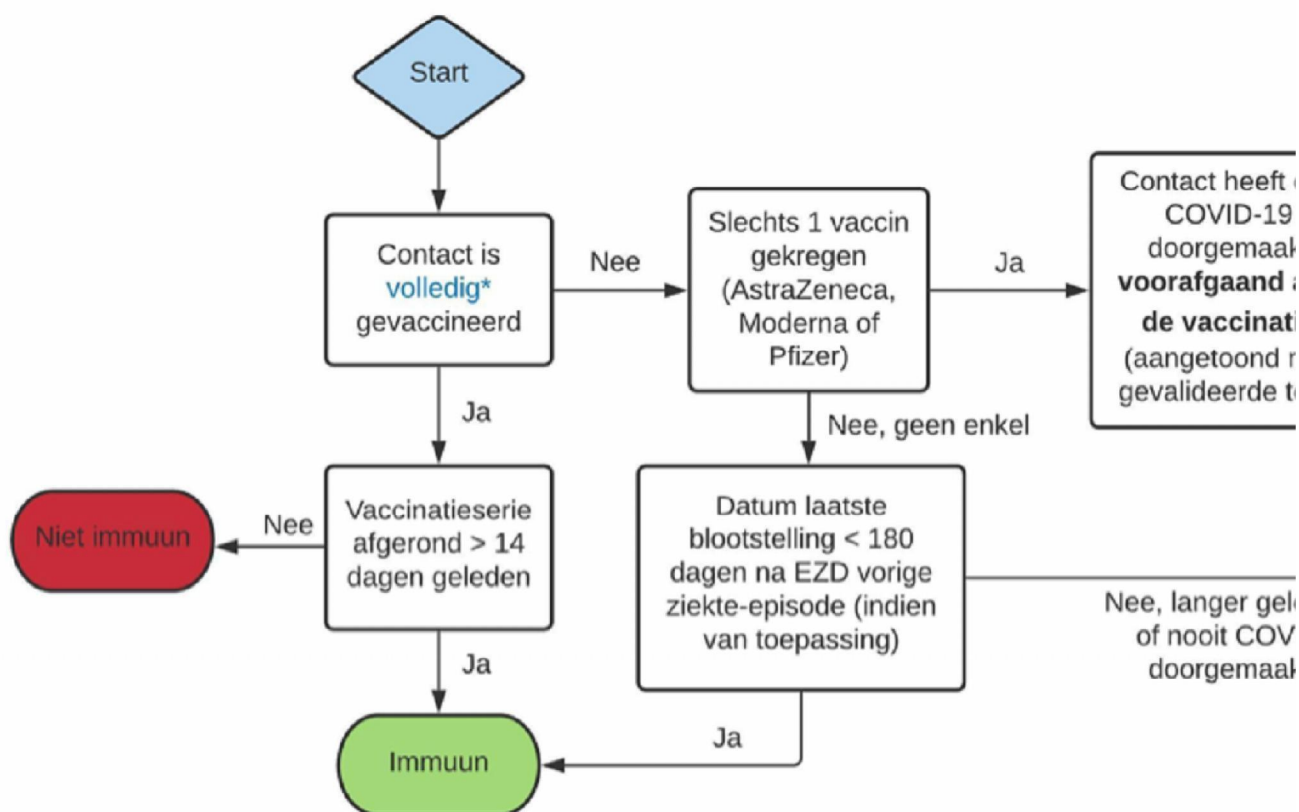 Start
Contact is
volledig*
gevaccineerd
Nee
Slechts 1 vaccin
gekregen
(AstraZeneca,
Moderna of
Pfizer)
Ja
Contact heeft
COVID-19
doorgemaak
voorafgaand a
de vaccinati
(aangetoond
gevalideerde t
Ja
Nee, geen enkel
Vaccinatieserie
afgerond > 14
dagen geleden
Nee
Niet immuun
Datum laatste
blootstelling < 180
dagen na EZD vorige
ziekte-episode (indien
van toepassing)
Nee, langer gel
of nooit COV
doorgemaak
Ja
Immuun
Ja